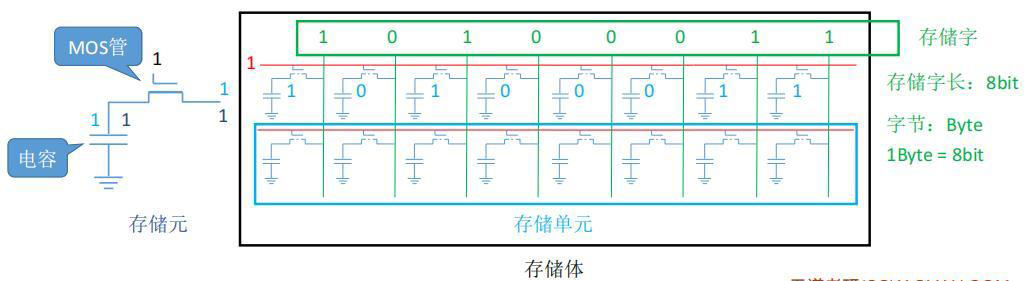 MOS管
1
1
1
1
1
电容
存储元
1 0 1 0 0 0 1 1
1
1 0 1 0 0 0 1 1
存储单元
存储体
存储字
存储字长：8bit
字节：Byte
1Byte = 8bit